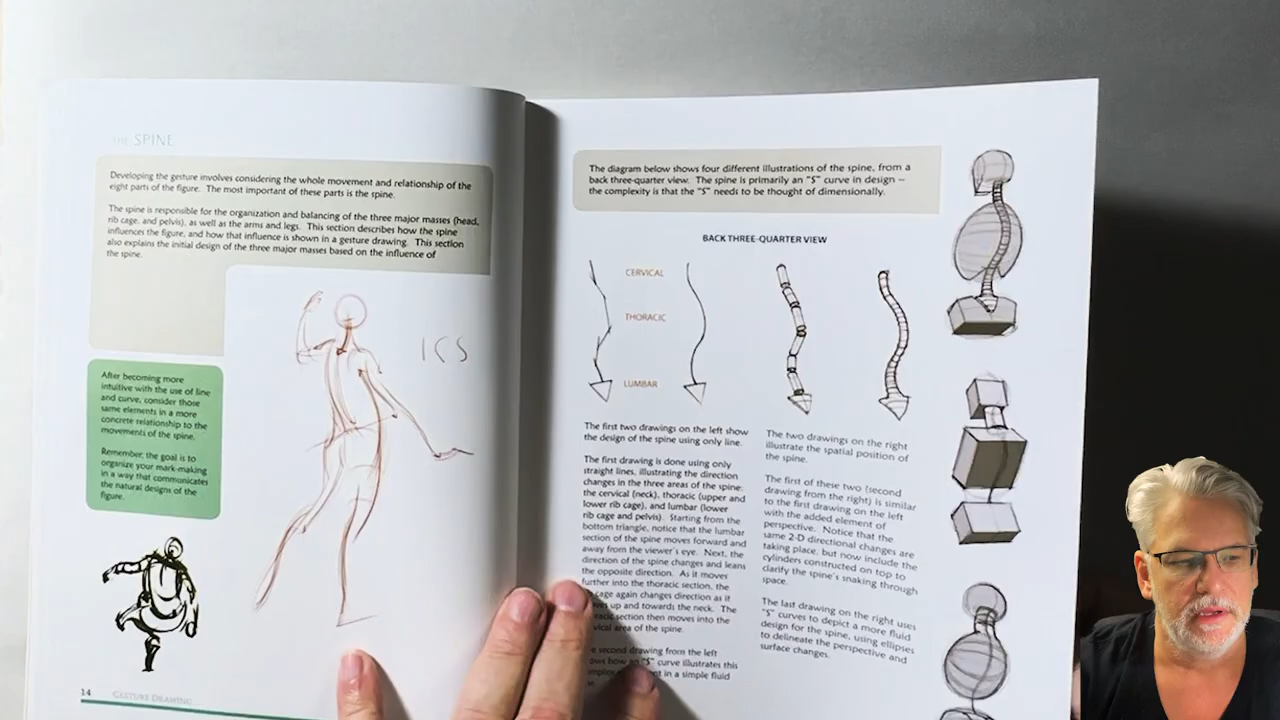 THE SPINE
Developing the gesture involves considering the whole movement and relationship of the
eight parts of the figure. The most important of these parts is the spine.
The spine is responsible for the organization and balancing of the three major masses (head,
rib cage, and pelvis), as well as the arms and legs. This section describes how the spine
influences the figure, and how that influence is shown in a gesture drawing. This section
also explains the initial design of the three major masses based on the influence of
the spine.
I C S
After becoming more
intuitive with the use of line
and curve, consider those
same elements in a more
concrete relationship to the
movements of the spine.
Remember, the goal is to
organize your mark-making
in a way that communicates
the natural designs of the
figure.
14
GESTURE DRAWING
The diagram below shows four different illustrations of the spine, from a
back three-quarter view. The spine is primarily an "S" curve in design –
the complexity is that the "S" needs to be thought of dimensionally.
BACK THREE-QUARTER VIEW
CERVICAL
THORACIC
LUMBAR
The first two drawings on the left show
the design of the spine using only line.
The first drawing is done using only
straight lines, illustrating the direction
changes in the three areas of the spine:
the cervical (neck), thoracic (upper and
lower rib cage), and lumbar (lower
rib cage and pelvis). Starting from the
bottom triangle, notice that the lumbar
section of the spine moves forward and
away from the viewer's eye. Next, the
direction of the spine changes and leans
the opposite direction. As it moves
further into the thoracic section, the
cage again changes direction as it
up and towards the neck. The
section then moves into the
area of the spine.
second drawing from the left
how an "S" curve illustrates this
in a simple fluid
The two drawings on the right
illustrate the spatial position of
the spine.
The first of these two (second
drawing from the right) is similar
to the first drawing on the left
with the added element of
perspective. Notice that the
same 2-D directional changes are
taking place, but now include the
cylinders constructed on top to
clarify the spine's snaking through
space.
The last drawing on the right uses
"S" curves to depict a more fluid
design for the spine, using ellipses
to delineate the perspective and
surface changes.